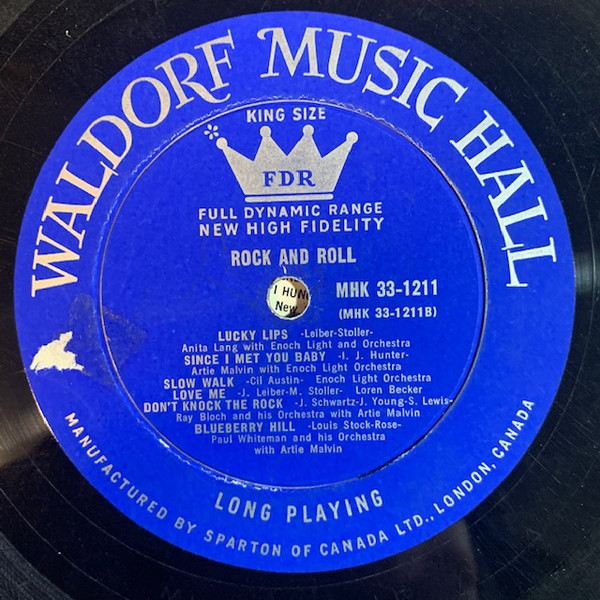 WALDORF MUSIC HALL
KING SIZE
*
FDR
FULL DYNAMIC RANGE
NEW HIGH FIDELITY
ROCK AND ROLL
MHK 33-1211
I HUN
New
(MHK 33-1211B)
LUCKY LIPS -Leiber-Stoller-
Anita Lang with Enoch Light and Orchestra
SINCE I MET YOU BABY -I. J. Hunter-
Artie Malvin with Enoch Light Orchestra
SLOW WALK -Cil Austin- Enoch Light Orchestra
LOVE ME -J. Leiber-M. Stoller- Loren Becker
DON'T KNOCK THE ROCK -J. Schwartz-J. Young-S. Lewis-
Ray Bloch and his Orchestra with Artie Malvin
BLUEBERRY HILL -Louis Stock-Rose-
Paul Whiteman and his Orchestra
with Artie Malvin
LONG PLAYING
MANUFACTURED BY SPARTON OF CANADA LTD., LONDON, CANADA